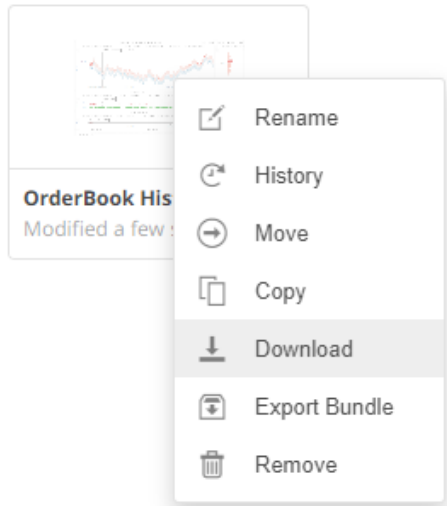 OrderBook His
Modified a few s
Rename
History
Move
Copy
Download
Export Bundle
Remove